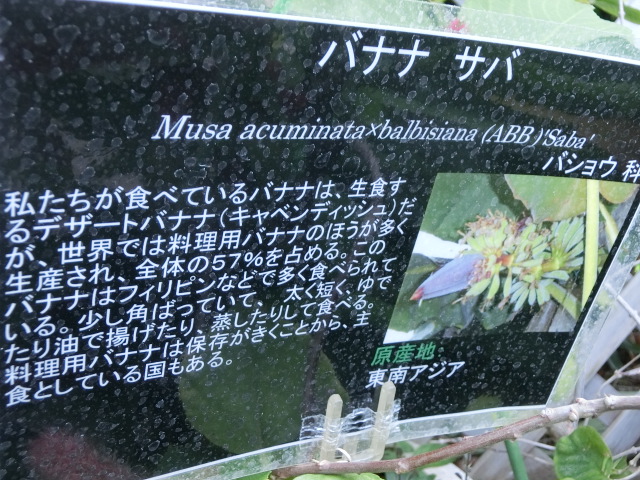 バナナ サバ
Musa acuminata×balbisiana (ABB)'Saba'
バショウ 科
私たちが食べているバナナは、生食す
るデザートバナナ(キャベンディッシュ)だ
が、世界では料理用バナナのほうが多く
生産され、全体の57%を占める。この
バナナはフィリピンなどで多く食べられて
いる。少し角ばっていて、 太く短く、ゆで
たり油で揚げたり、蒸したりして食べる。
料理用バナナは保存がきくことから、主
食としている国もある。
原産地
東南アジア